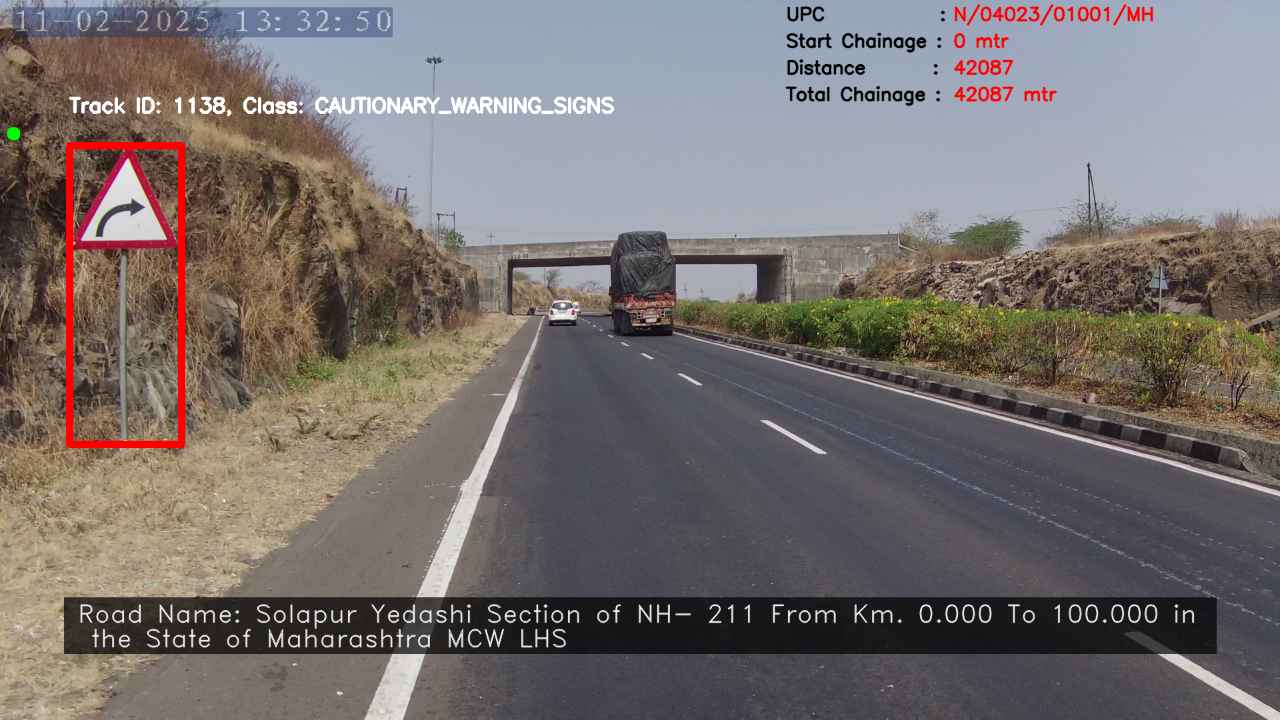 11-02-2025 13:32:50
UPC : N/04023/01001/MH
Start Chainage : 0 mtr
Distance : 42087
Total Chainage : 42087 mtr
Track ID: 1138, Class: CAUTIONARY_WARNING_SIGNS
Road Name: Solapur Yedashi Section of NH- 211 From Km. 0.000 To 100.000 in
the State of Maharashtra MCW LHS